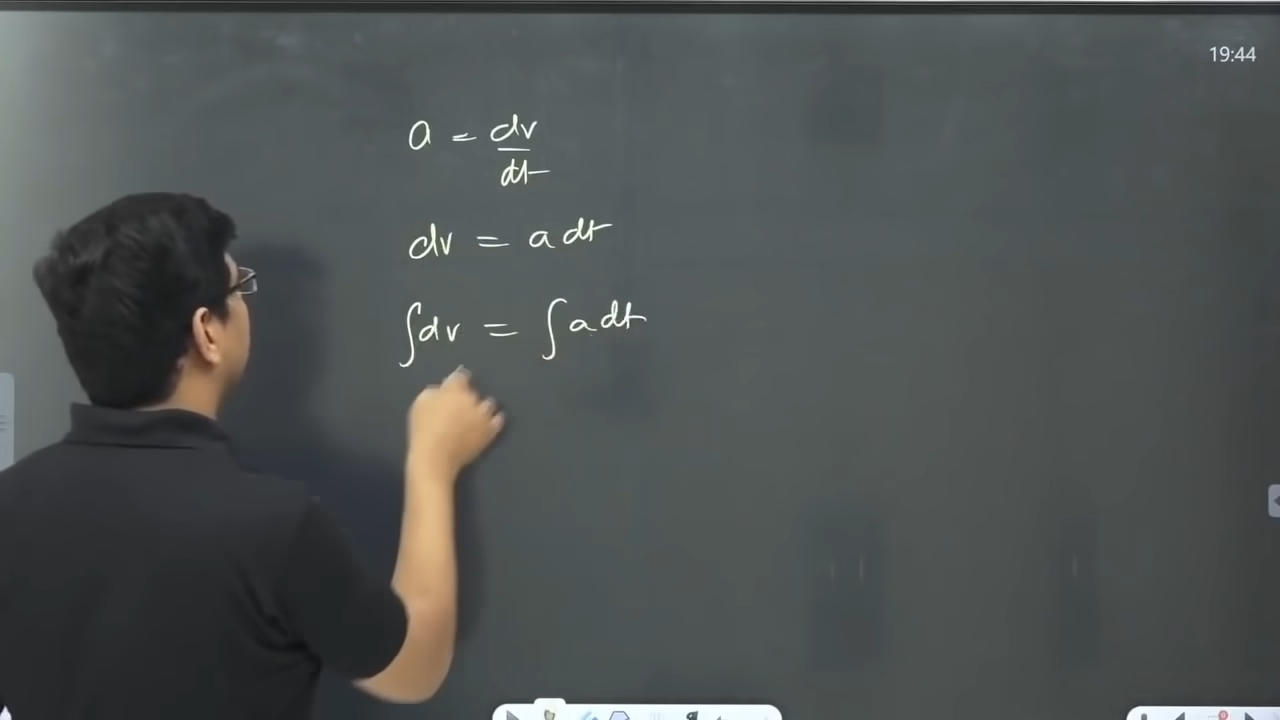 19:44
a = dv/dt
dv = a dt
∫dv = ∫a dt